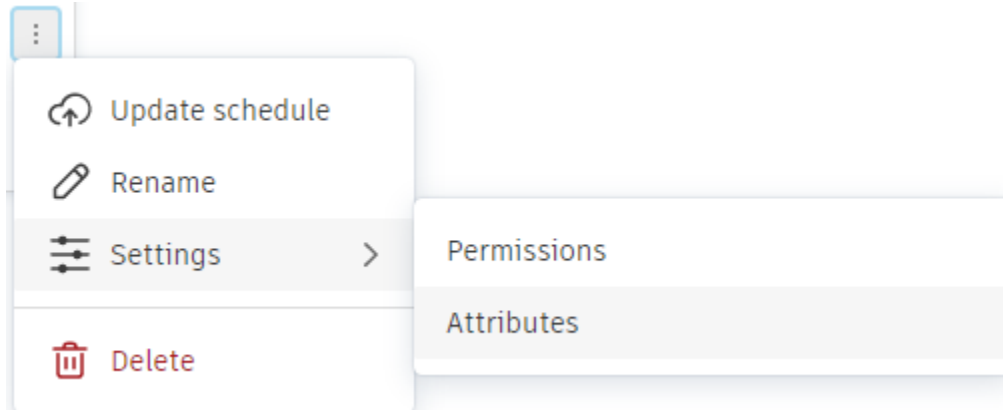 Update schedule
Rename
Settings
Permissions
Attributes
Delete